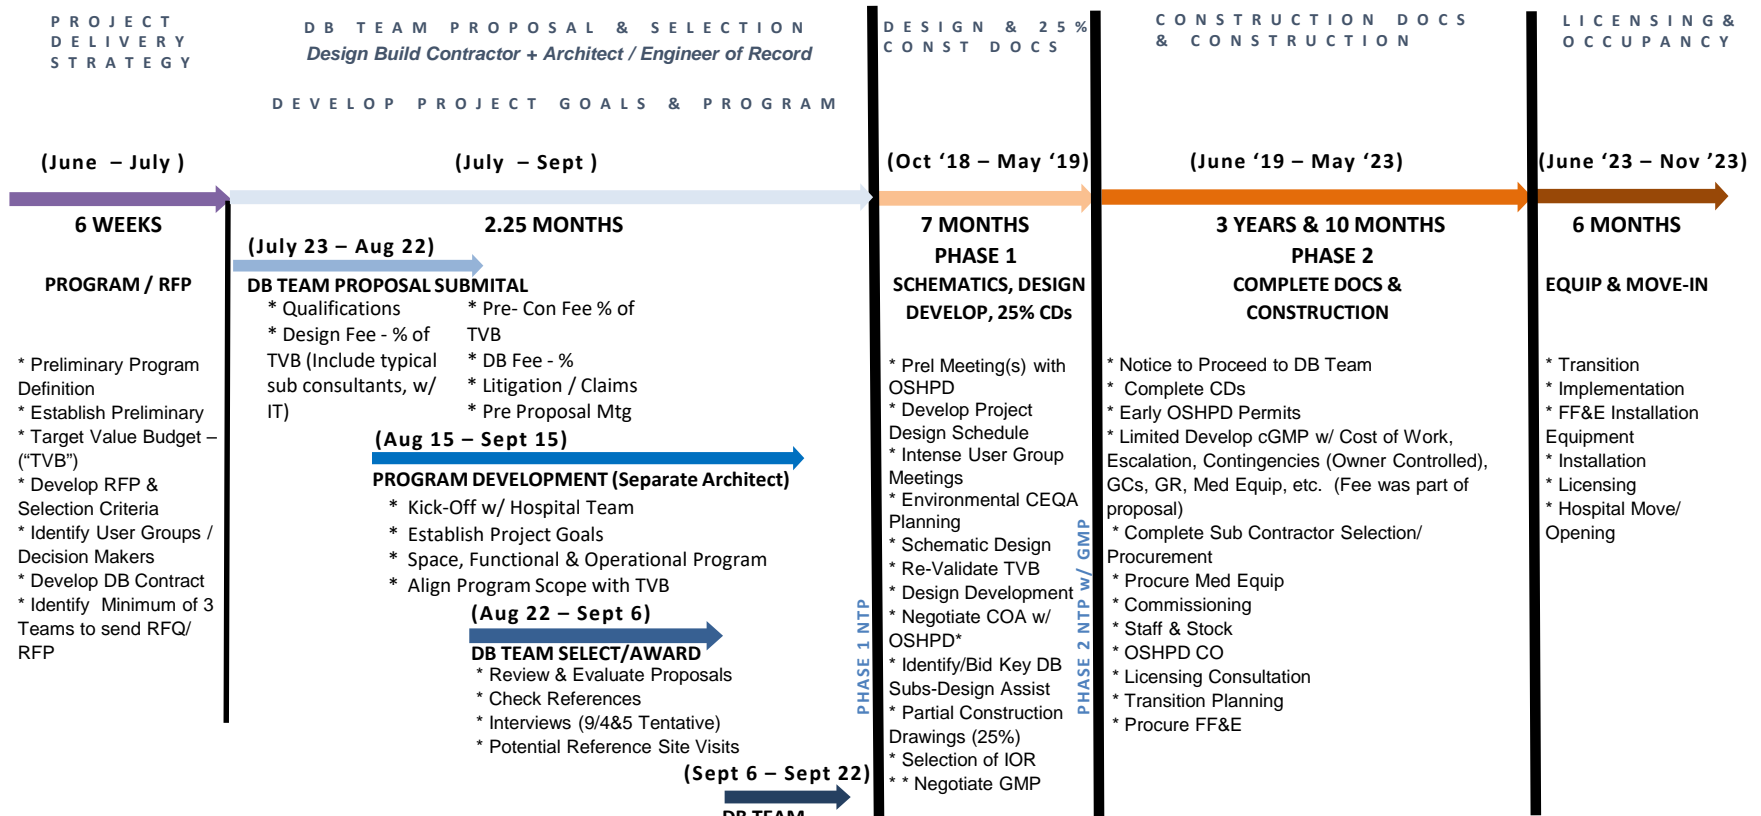 PROJECT
DELIVERY
STRATEGY
DB TEAM PROPOSAL & SELECTION
Design Build Contractor + Architect / Engineer of Record
DEVELOP PROJECT GOALS & PROGRAM
DESIGN & 25%
CONST DOCS
CONSTRUCTION DOCS
& CONSTRUCTION
LICENSING&
OCCUPANCY
(June – July )
(July – Sept )
(Oct ‘18 – May ‘19)
(June ‘19 – May ‘23)
(June ‘23 – Nov ’23)
6 WEEKS
2.25 MONTHS
7 MONTHS
3 YEARS & 10 MONTHS
6 MONTHS
PROGRAM / RFP
* Preliminary Program
Definition
* Establish Preliminary
* Target Value Budget –
(“TVB”)
* Develop RFP &
Selection Criteria
* Identify User Groups /
Decision Makers
* Develop DB Contract
* Identify Minimum of 3
Teams to send RFQ/
RFP
(July 23 – Aug 22)
DB TEAM PROPOSAL SUBMITAL
* Qualifications
* Design Fee - % of
TVB (Include typical
sub consultants, w/
IT)
* Pre- Con Fee % of
TVB
* DB Fee - %
* Litigation / Claims
* Pre Proposal Mtg
(Aug 15 – Sept 15)
PROGRAM DEVELOPMENT (Separate Architect)
* Kick-Off w/ Hospital Team
* Establish Project Goals
* Space, Functional & Operational Program
* Align Program Scope with TVB
(Aug 22 – Sept 6)
DB TEAM SELECT/AWARD
* Review & Evaluate Proposals
* Check References
* Interviews (9/4&5 Tentative)
* Potential Reference Site Visits
(Sept 6 – Sept 22)
DB TEAM
PHASE 1 NTP
PHASE 1
SCHEMATICS, DESIGN
DEVELOP, 25% CDs
* Prel Meeting(s) with
OSHPD
* Develop Project
Design Schedule
* Intense User Group
Meetings
* Environmental CEQA
Planning
* Schematic Design
* Re-Validate TVB
* Design Development
* Negotiate COA w/
OSHPD*
* Identify/Bid Key DB
Subs-Design Assist
* Partial Construction
Drawings (25%)
* Selection of IOR
* * Negotiate GMP
PHASE 2 NTP w/ GMP
PHASE 2
COMPLETE DOCS &
CONSTRUCTION
* Notice to Proceed to DB Team
* Complete CDs
* Early OSHPD Permits
* Limited Develop cGMP w/ Cost of Work,
Escalation, Contingencies (Owner Controlled),
GCs, GR, Med Equip, etc. (Fee was part of
proposal)
* Complete Sub Contractor Selection/
Procurement
* Procure Med Equip
* Commissioning
* Staff & Stock
* OSHPD CO
* Licensing Consultation
* Transition Planning
* Procure FF&E
EQUIP & MOVE-IN
* Transition
* Implementation
* FF&E Installation
Equipment
* Installation
* Licensing
* Hospital Move/
Opening